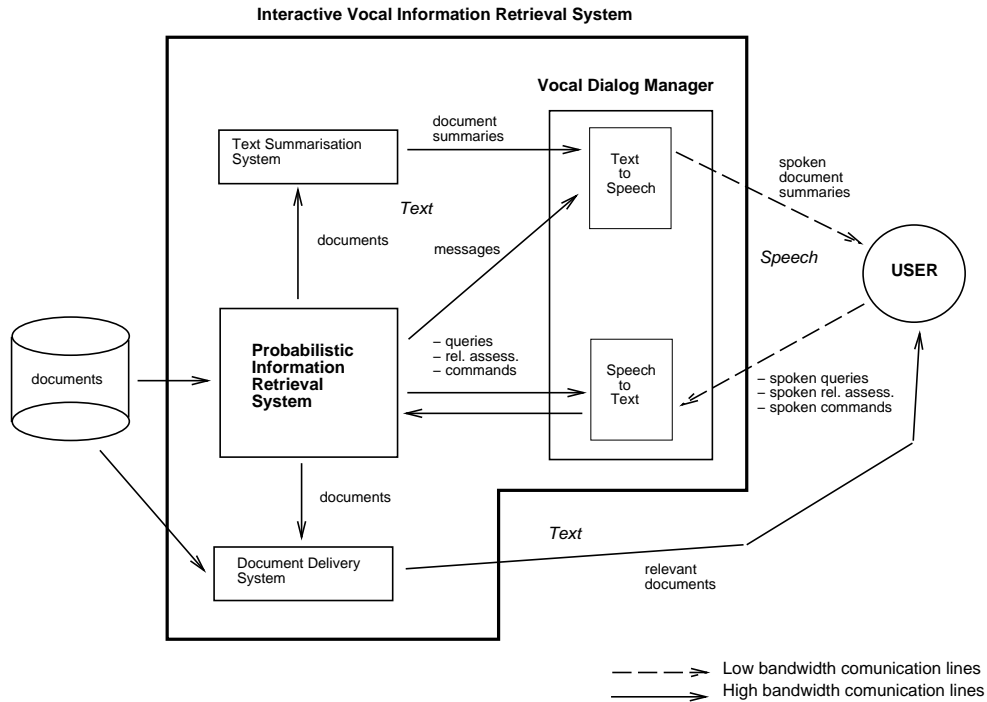 Interactive Vocal Information Retrieval System
Vocal Dialog Manager
Text Summarisation
System
document
summaries
Text
to
Speech
spoken
document
summaries
Text
documents
messages
Speech
USER
documents
Probabilistic
Information
Retrieval
System
– queries
– rel. assess.
– commands
Speech
to
Text
– spoken queries
– spoken rel. assess.
– spoken commands
documents
Text
Document Delivery
System
relevant
documents
Low bandwidth comunication lines
High bandwidth comunication lines